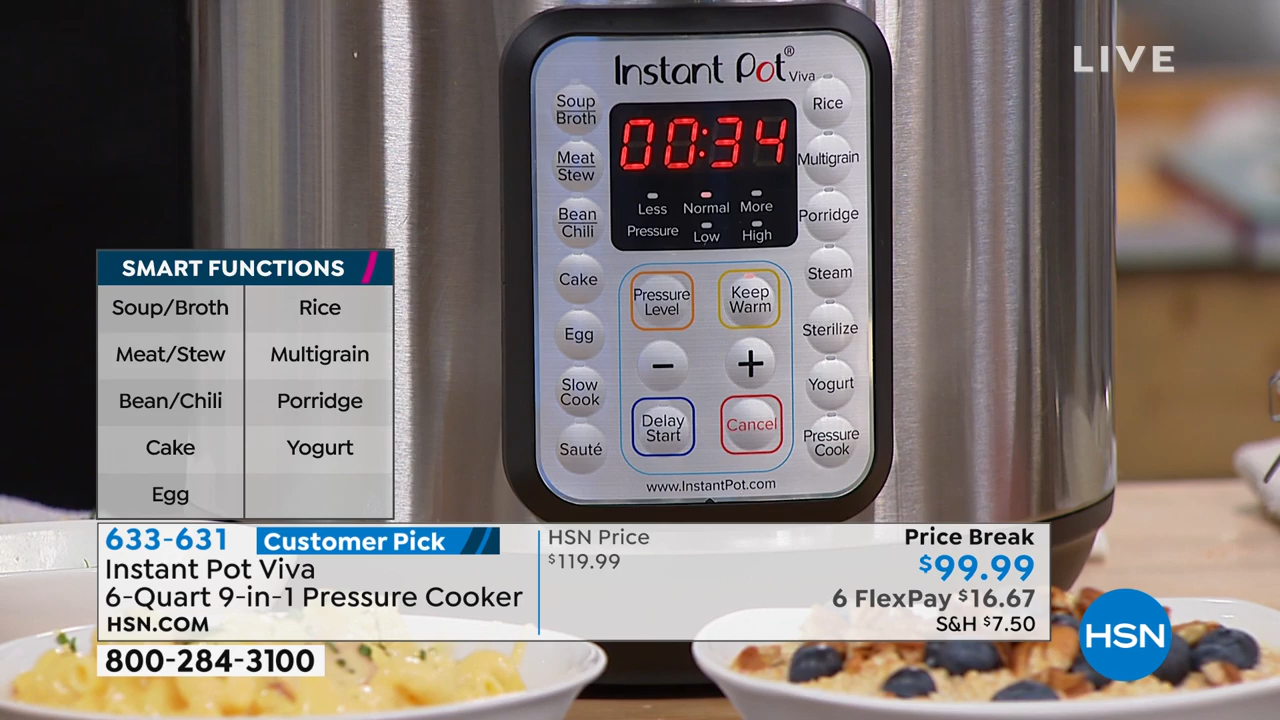 LIVE
Instant Pot® Viva
Soup
Broth
Meat
Stew
Bean
Chili
Cake
Egg
Slow
Cook
Sauté
00:34
Less Normal More
Pressure Low High
Pressure
Level
Keep
Warm
−
+
Delay
Start
Cancel
Rice
Multigrain
Porridge
Steam
Sterilize
Yogurt
Pressure
Cook
www.InstantPot.com
SMART FUNCTIONS
Soup/Broth Rice
Meat/Stew Multigrain
Bean/Chili Porridge
Cake Yogurt
Egg
633-631 Customer Pick
Instant Pot Viva
6-Quart 9-in-1 Pressure Cooker
HSN.COM
HSN Price
$119.99
Price Break
$99.99
6 FlexPay $16.67
S&H $7.50
HSN
800-284-3100